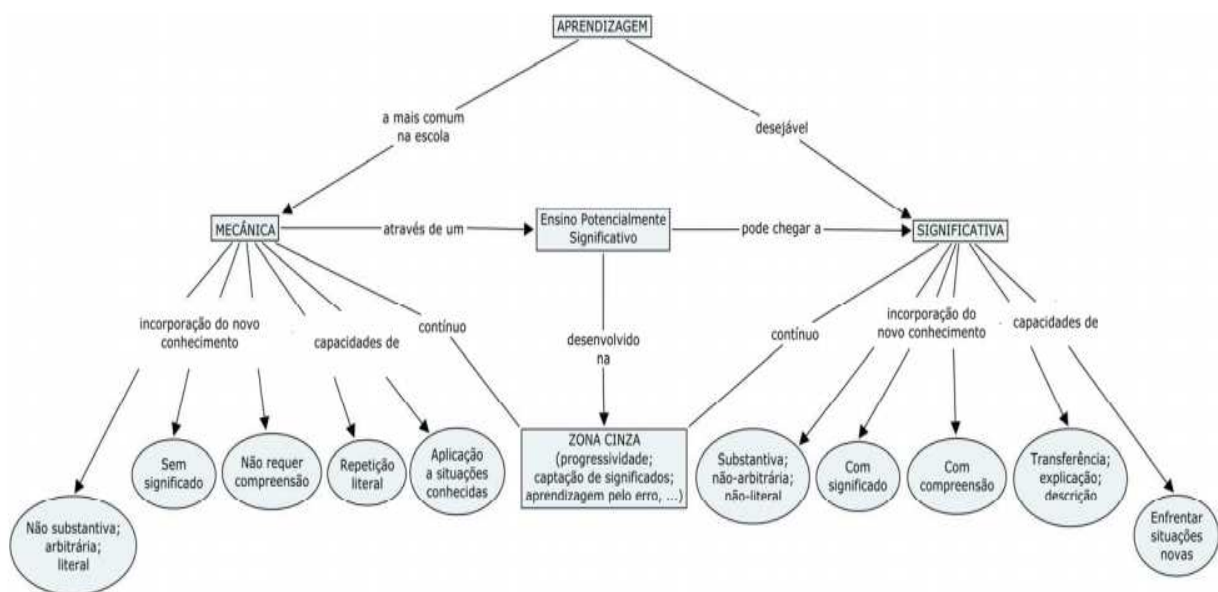 APRENDIZAGEM
a mais comum
na escola
desejável
MECÂNICA
através de um
Ensino Potencialmente
Significativo
pode chegar a
SIGNIFICATIVA
incorporação do novo
conhecimento
capacidades de
contínuo
desenvolvido
na
contínuo
incorporação do
novo conhecimento
capacidades de
Não substantiva;
arbitrária;
literal
Sem
significado
Não requer
compreensão
Repetição
literal
Aplicação
a situações
conhecidas
ZONA CINZA
(progressividade;
captação de significados;
aprendizagem pelo erro, ...)
Substantiva;
não-arbitrária;
não-literal
Com
significado
Com
compreensão
Transferência;
explicação;
descrição
Enfrentar
situações
novas